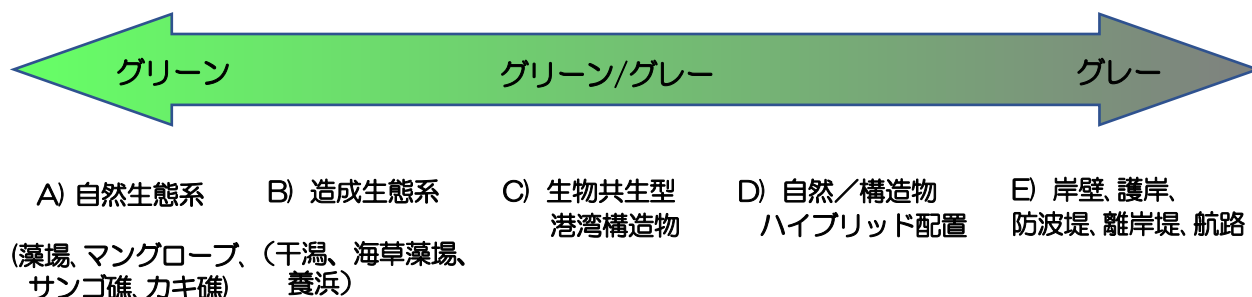 グリーン
グリーン/グレー
グレー
A) 自然生態系
(藻場、マングローブ、
サンゴ礁、カキ礁)
B) 造成生態系
（干潟、海草藻場、
養浜）
C) 生物共生型
港湾構造物
D) 自然／構造物
ハイブリッド配置
E) 岸壁、護岸、
防波堤、離岸堤、航路